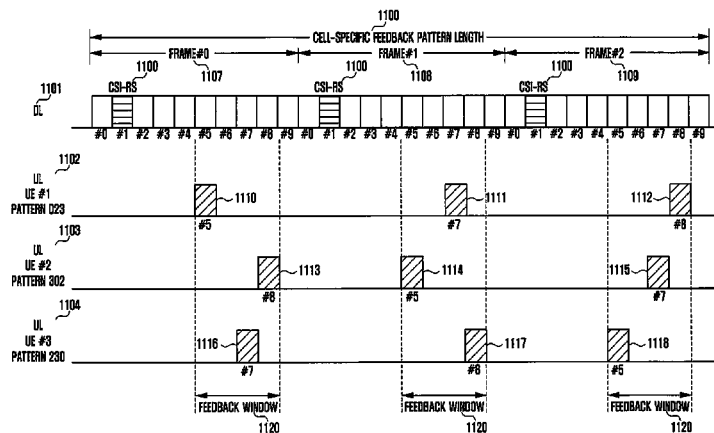 1100
CELL-SPECIFIC FEEDBACK PATTERN LENGTH
FRAME#0 FRAME#1 FRAME#2
1100 1107 1100 1108 1100 1109
1101 CSI-RS CSI-RS CSI-RS
DL
#0 #1 #2 #3 #4 #5 #6 #7 #8 #9 #0 #1 #2 #3 #4 #5 #6 #7 #8 #9 #0 #1 #2 #3 #4 #5 #6 #7 #8 #9
1102
UL
UE #1
PATTERN 023
1110 1111 1112
#5 #7 #8
1103
UL
UE #2
PATTERN 302
1113 1114 1115
#8 #5 #7
1104
UL
UE #3
PATTERN 230
1116 1117 1118
#7 #8 #5
FEEDBACK WINDOW FEEDBACK WINDOW FEEDBACK WINDOW
1120 1120 1120